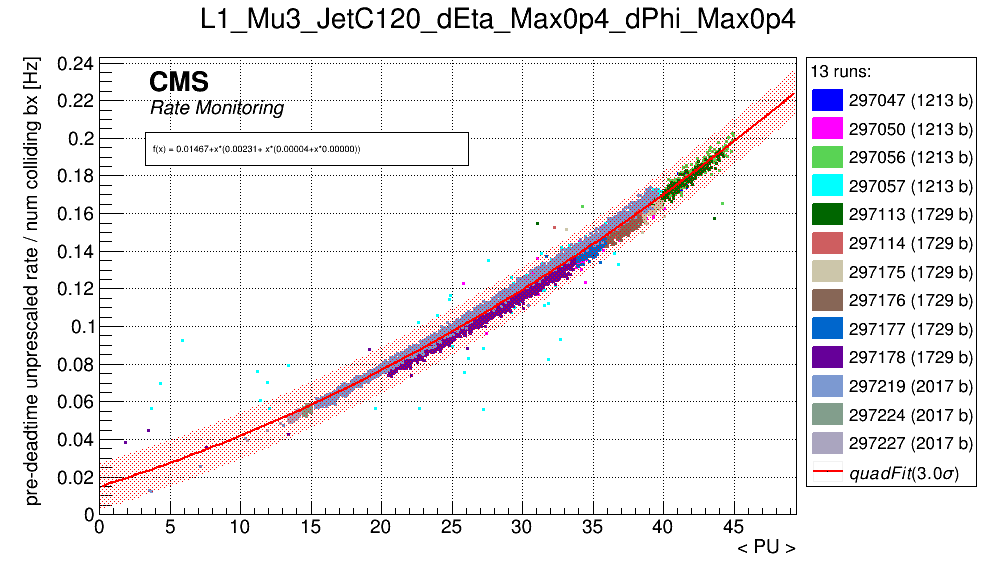 L1_Mu3_JetC120_dEta_Max0p4_dPhi_Max0p4
pre-deadtime unprescaled rate / num colliding bx [Hz]
0.24
0.22
0.2
0.18
0.16
0.14
0.12
0.1
0.08
0.06
0.04
0.02
0
CMS
Rate Monitoring
f(x) = 0.01467+x*(0.00231+ x*(0.00004+x*0.00000))
0 5 10 15 20 25 30 35 40 45
< PU >
13 runs:
297047 (1213 b)
297050 (1213 b)
297056 (1213 b)
297057 (1213 b)
297113 (1729 b)
297114 (1729 b)
297175 (1729 b)
297176 (1729 b)
297177 (1729 b)
297178 (1729 b)
297219 (2017 b)
297224 (2017 b)
297227 (2017 b)
quadFit(3.0σ)